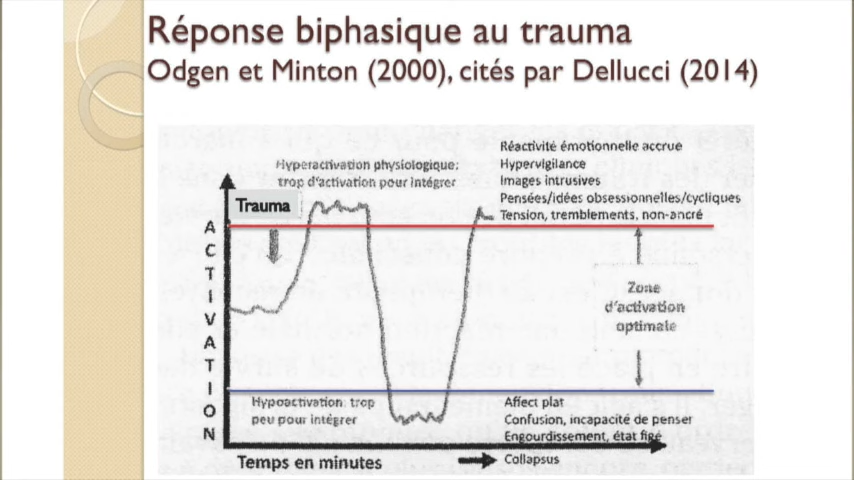 Réponse biphasique au trauma
Odgen et Minton (2000), cités par Dellucci (2014)
Hyperactivation physiologique:
trop d'activation pour intégrer
Réactivité émotionnelle accrue
Hypervigilance
Images intrusives
Pensées/idées obsessionnelles/cycliques
Tension, tremblements, non-ancré
Trauma
ACTIVATION
Zone
d'activation
optimale
Hypoactivation: trop
peu pour intégrer
Affect plat
Confusion, incapacité de penser
Engourdissement, état figé
Collapsus
Temps en minutes